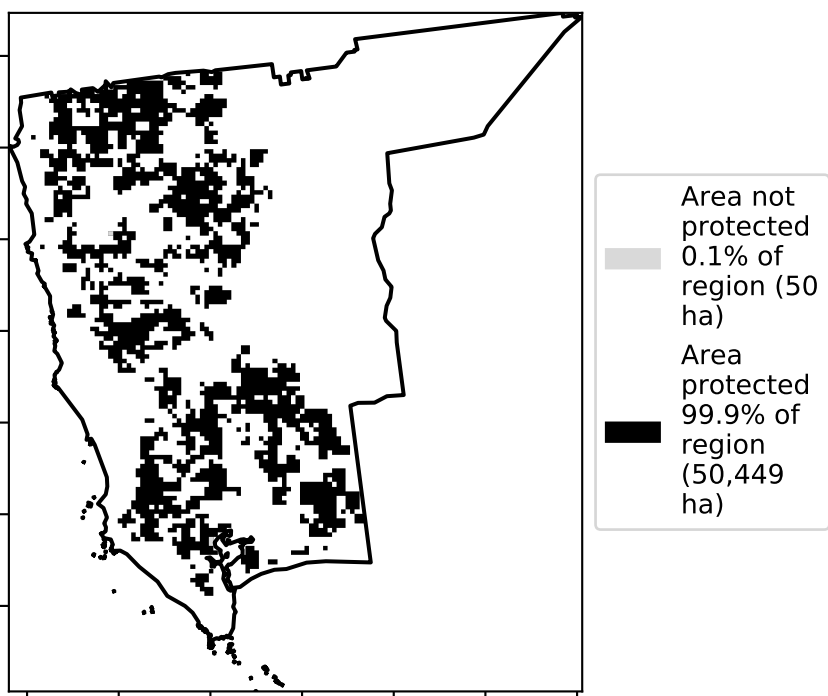 Area not
protected
0.1% of
region (50
ha)
Area
protected
99.9% of
region
(50,449
ha)